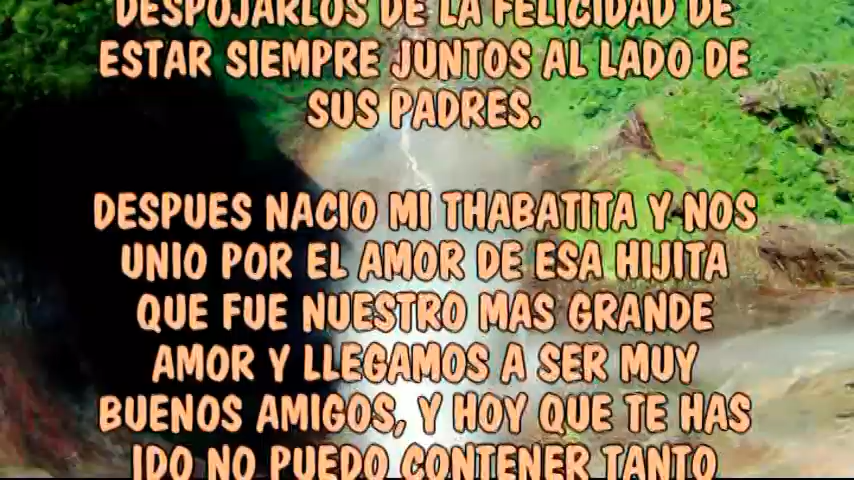 DESPOJARLOS DE LA FELICIDAD DE
ESTAR SIEMPRE JUNTOS AL LADO DE
SUS PADRES.
DESPUES NACIO MI THABATITA Y NOS
UNIO POR EL AMOR DE ESA HIJITA
QUE FUE NUESTRO MAS GRANDE
AMOR Y LLEGAMOS A SER MUY
BUENOS AMIGOS, Y HOY QUE TE HAS
IDO NO PUEDO CONTENER TANTO